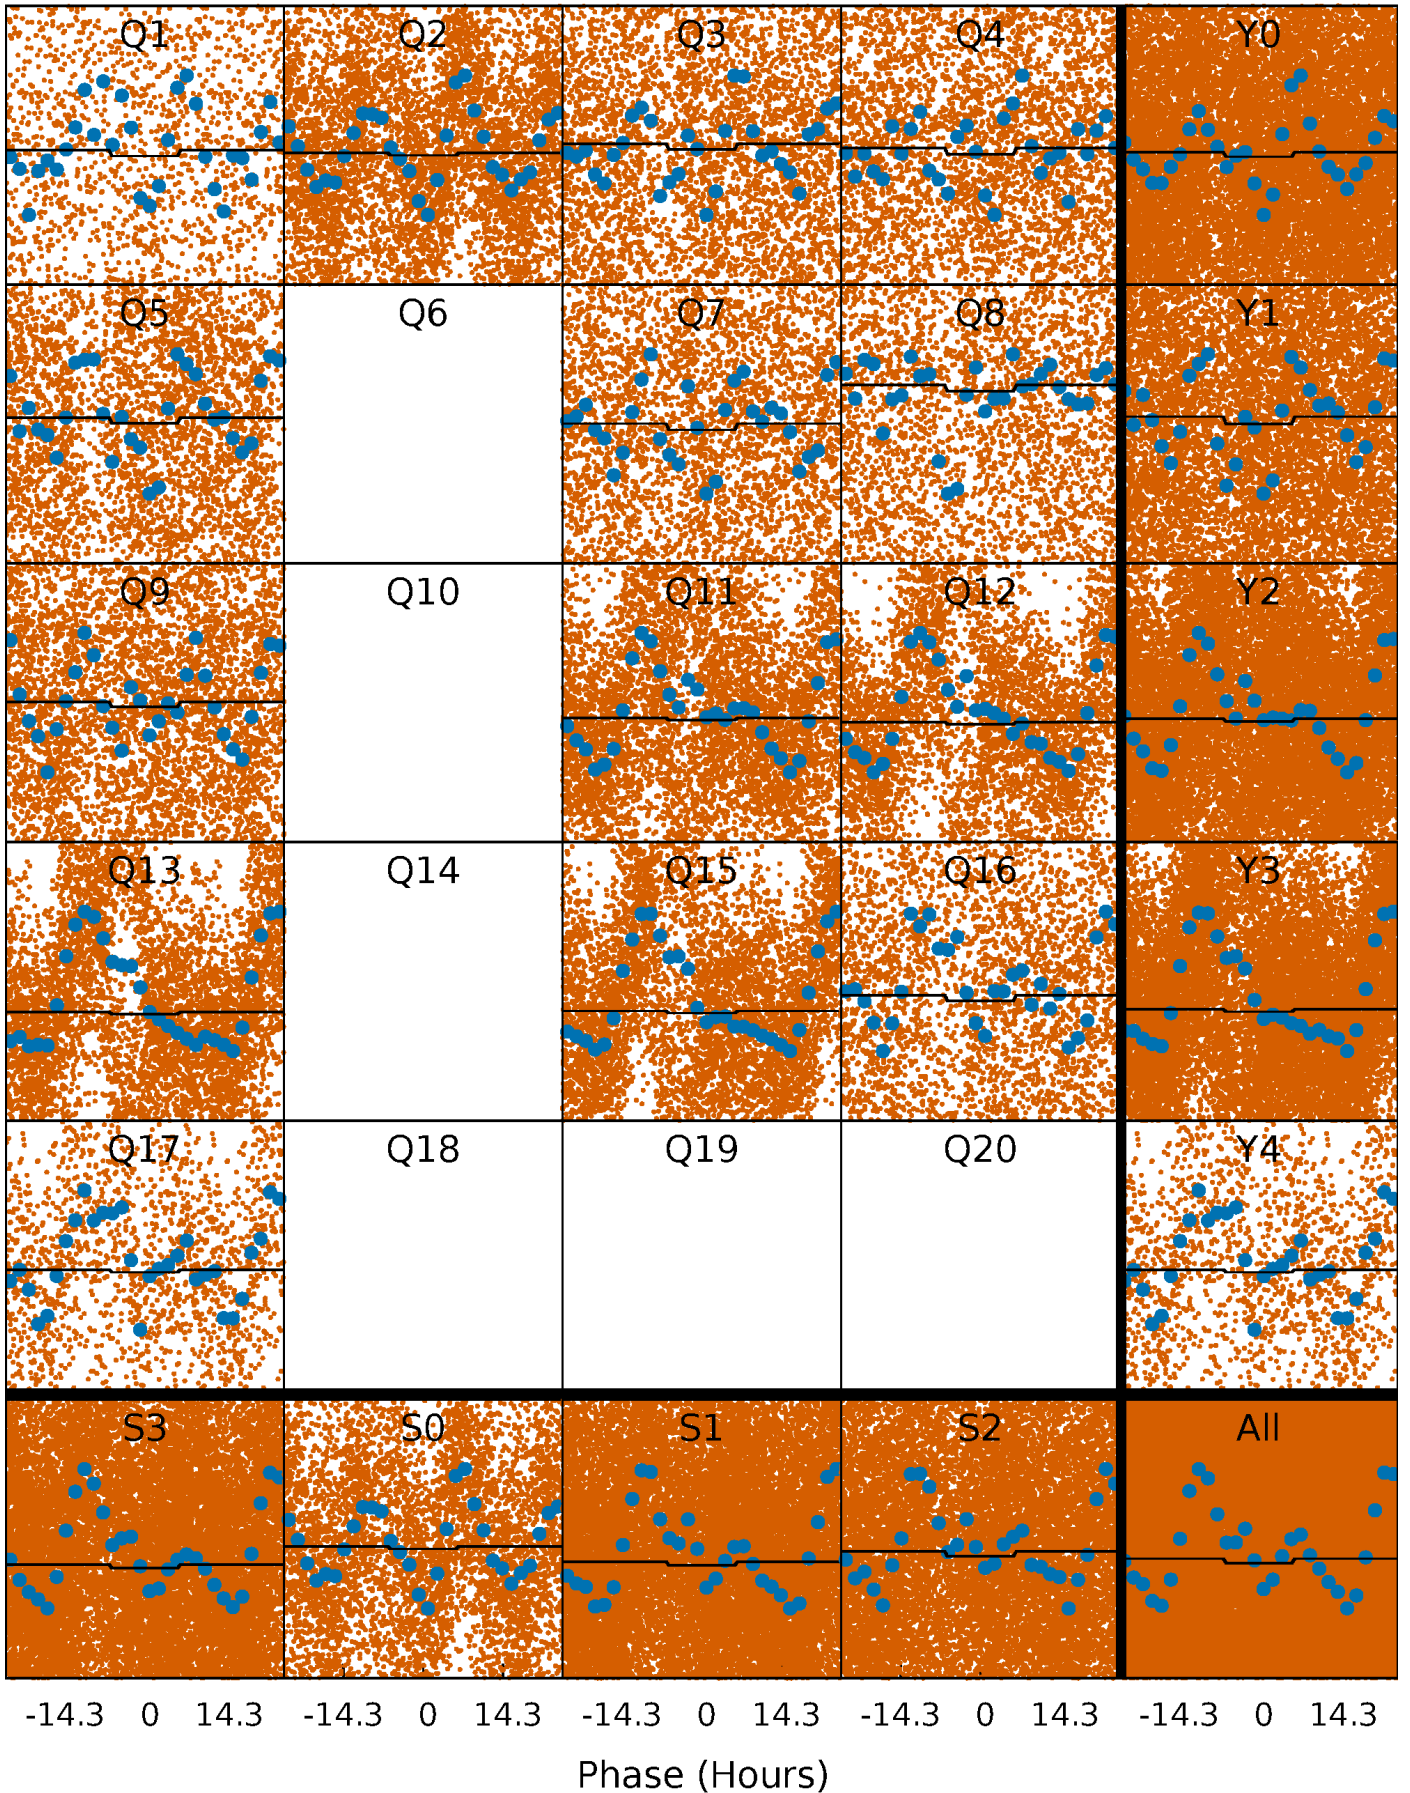 Q1 Q2 Q3 Q4 Y0
Q5 Q6 Q7 Q8 Y1
Q9 Q10 Q11 Q12 Y2
Q13 Q14 Q15 Q16 Y3
Q17 Q18 Q19 Q20 Y4
S3 S0 S1 S2 All
-14.3 0 14.3 -14.3 0 14.3 -14.3 0 14.3 -14.3 0 14.3 -14.3 0 14.3
Phase (Hours)